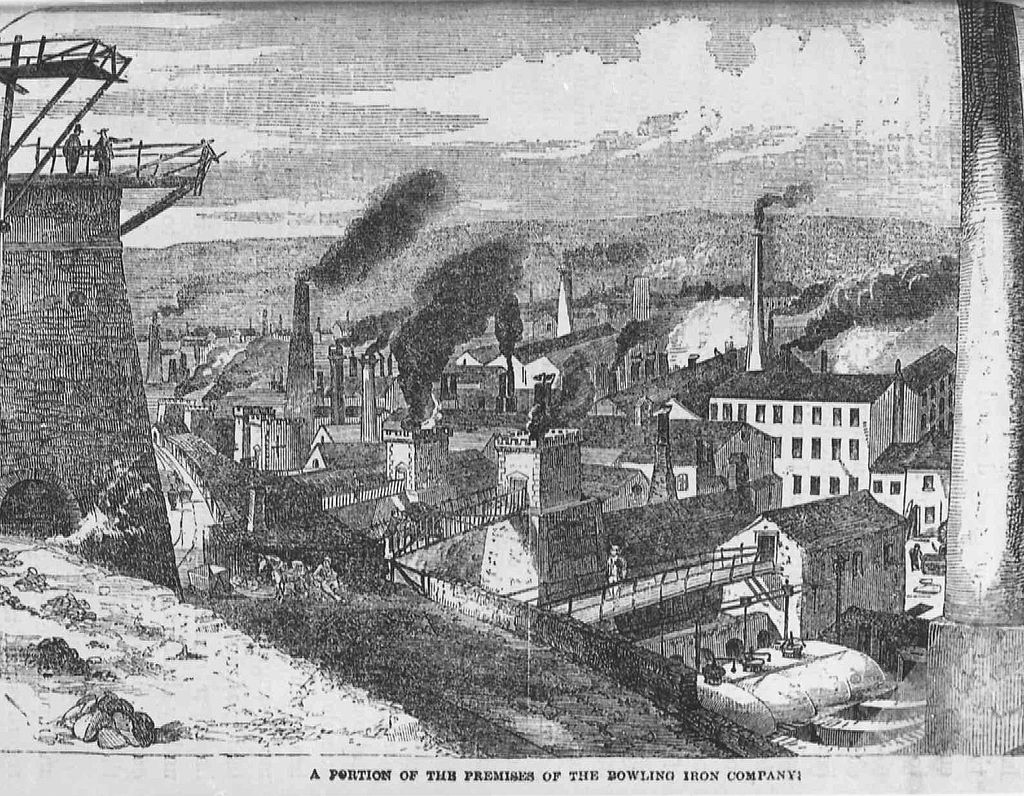 A PORTION OF THE PREMISES OF THE BOWLING IRON COMPANY;